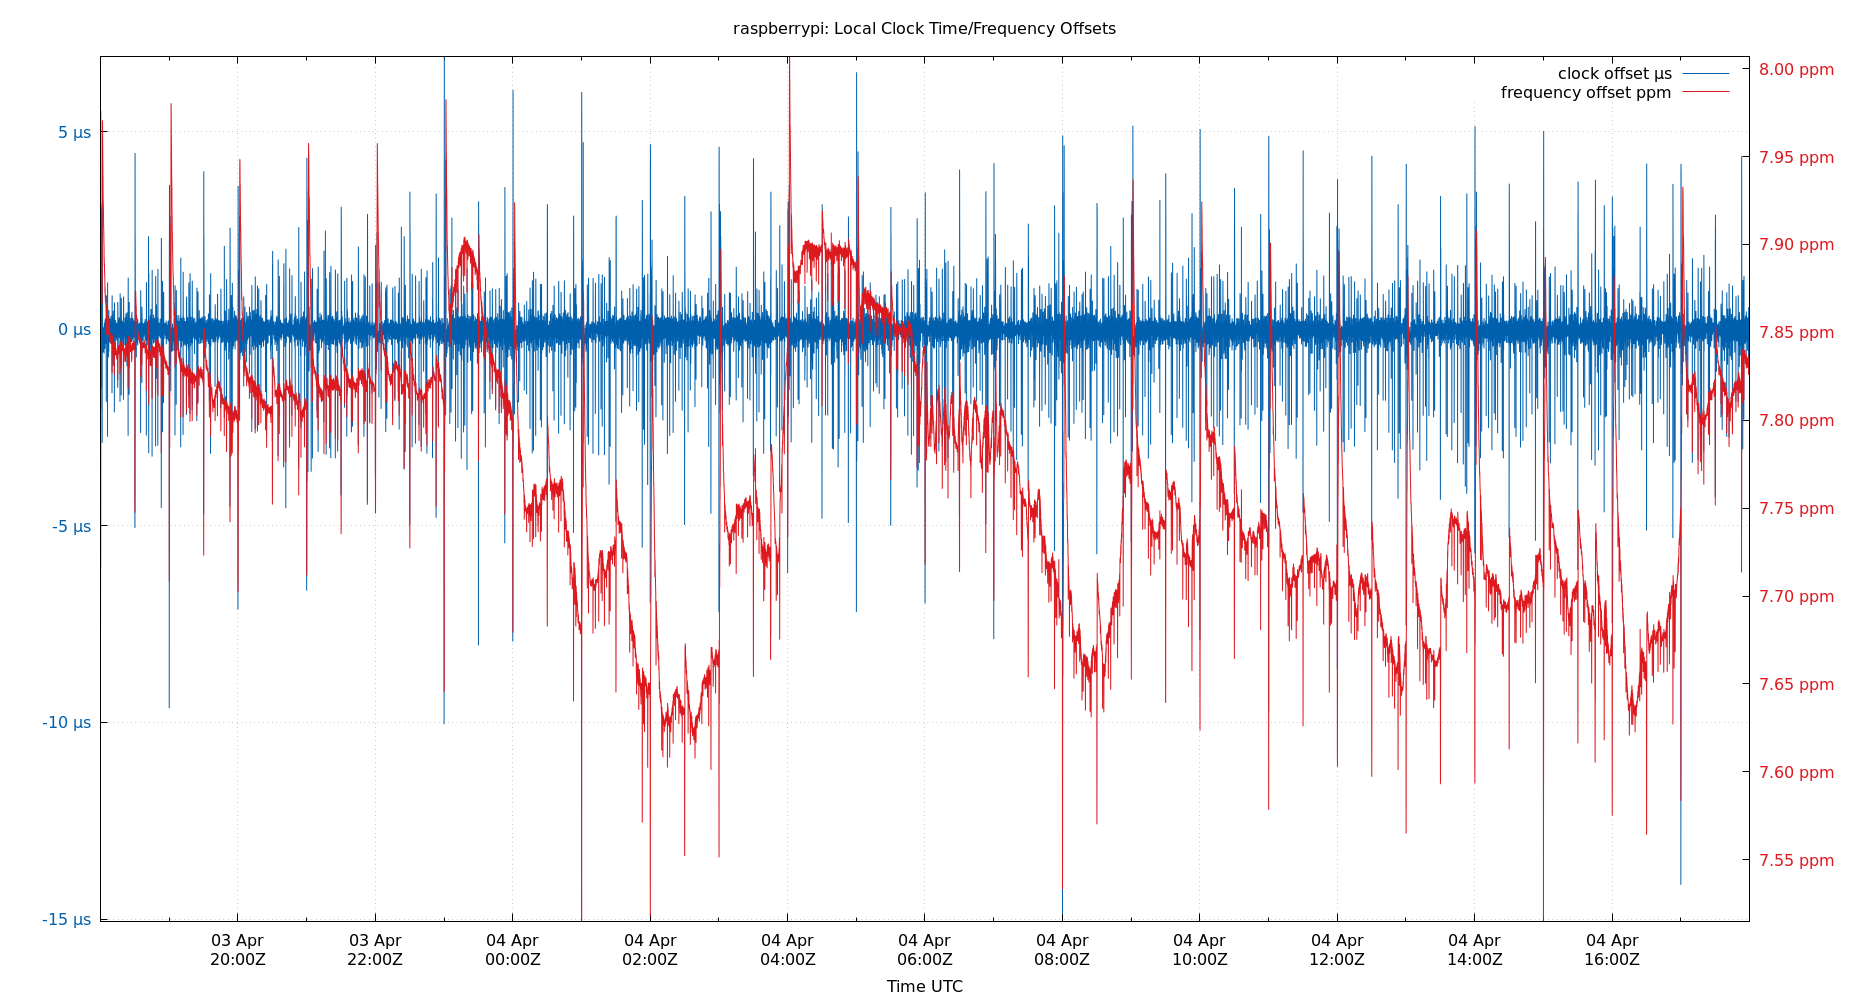 raspberrypi: Local Clock Time/Frequency Offsets
clock offset µs
frequency offset ppm
5 µs
0 µs
-5 µs
-10 µs
-15 µs
8.00 ppm
7.95 ppm
7.90 ppm
7.85 ppm
7.80 ppm
7.75 ppm
7.70 ppm
7.65 ppm
7.60 ppm
7.55 ppm
03 Apr
20:00Z
03 Apr
22:00Z
04 Apr
00:00Z
04 Apr
02:00Z
04 Apr
04:00Z
04 Apr
06:00Z
04 Apr
08:00Z
04 Apr
10:00Z
04 Apr
12:00Z
04 Apr
14:00Z
04 Apr
16:00Z
Time UTC